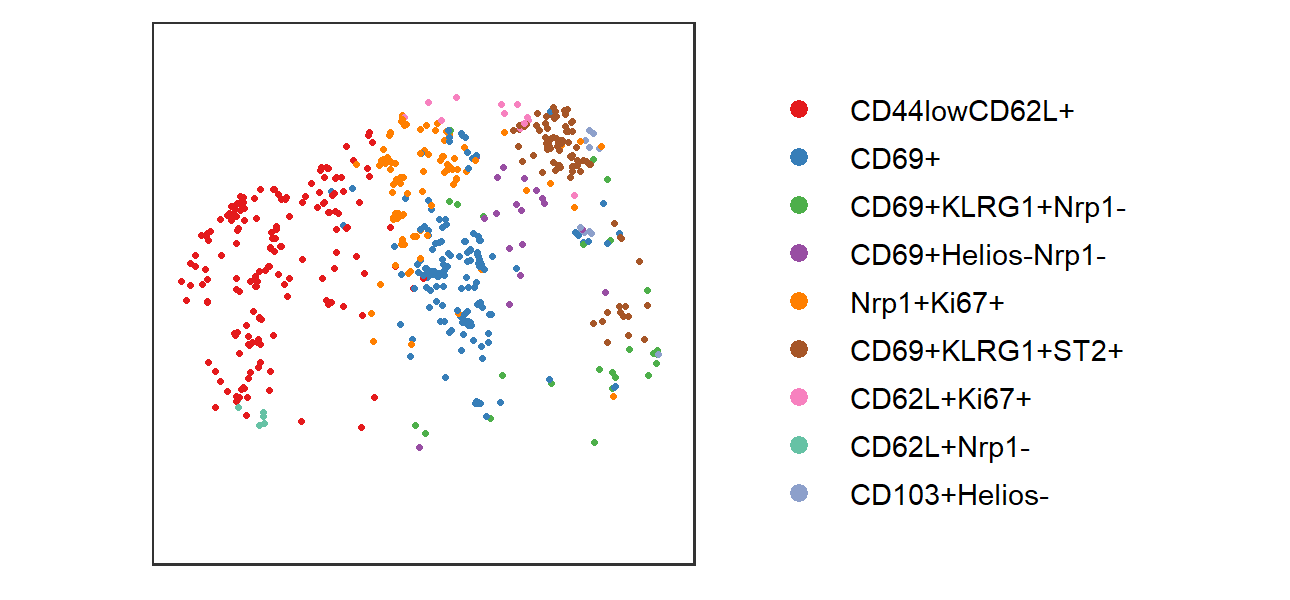 CD44lowCD62L+
CD69+
CD69+KLRG1+Nrp1-
CD69+Helios-Nrp1-
Nrp1+Ki67+
CD69+KLRG1+ST2+
CD62L+Ki67+
CD62L+Nrp1-
CD103+Helios-